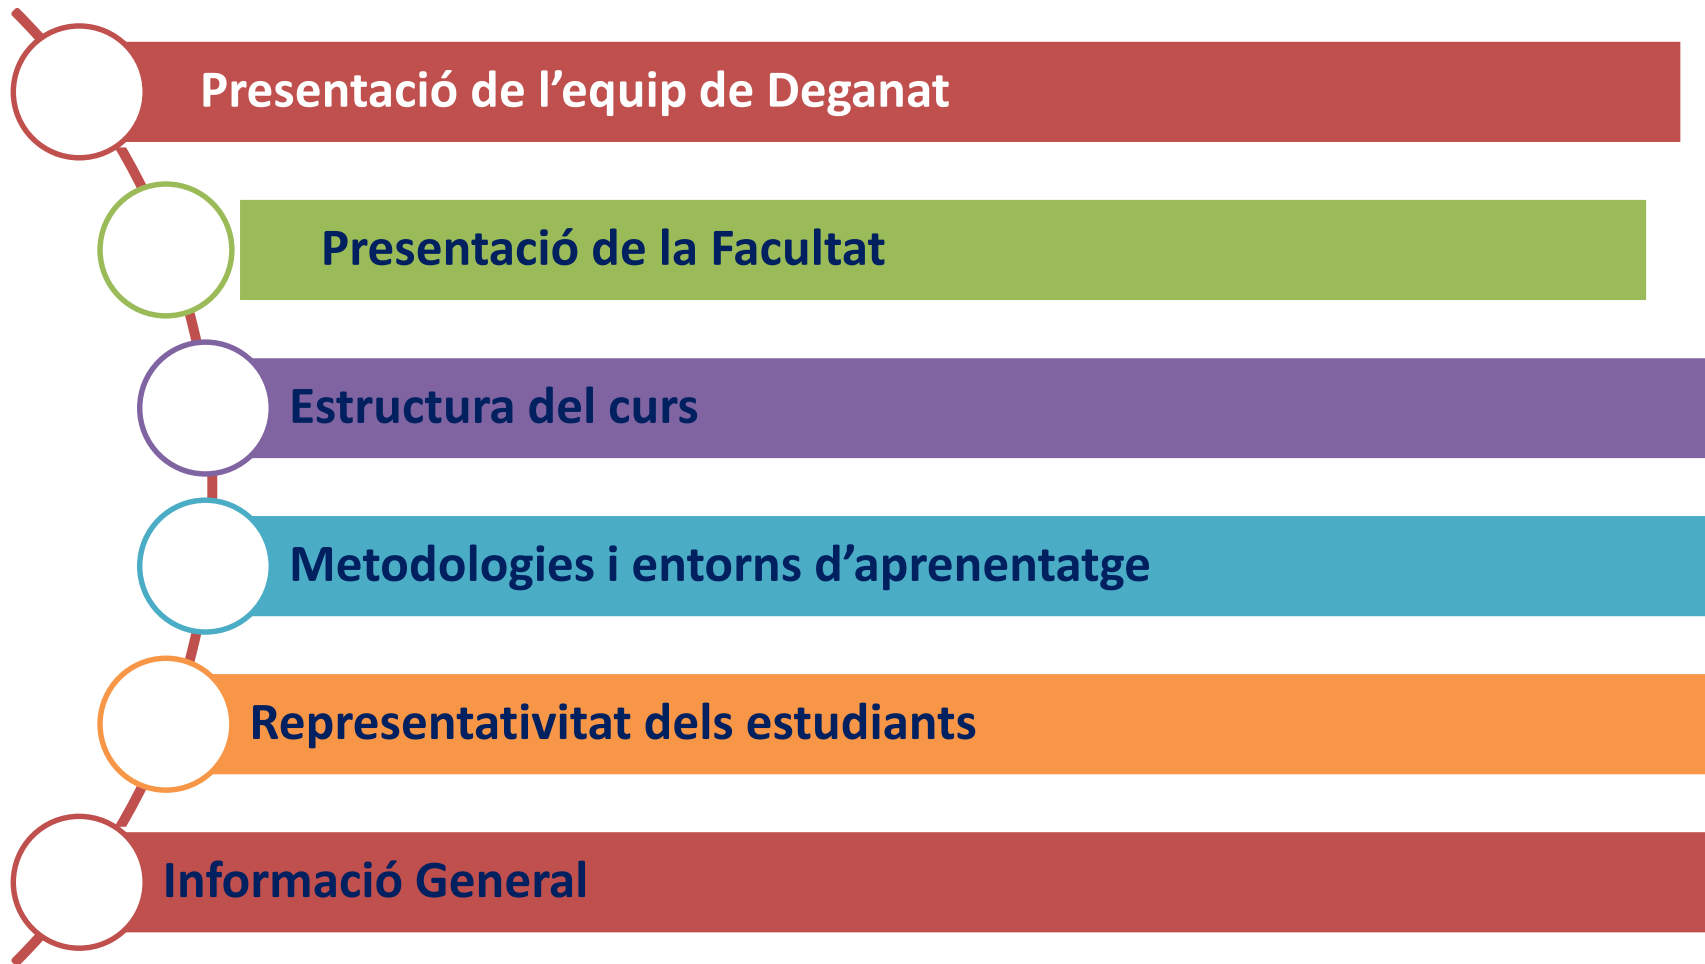 Presentació de l’equip de Deganat
Presentació de la Facultat
Estructura del curs
Metodologies i entorns d’aprenentatge
Representativitat dels estudiants
Informació General